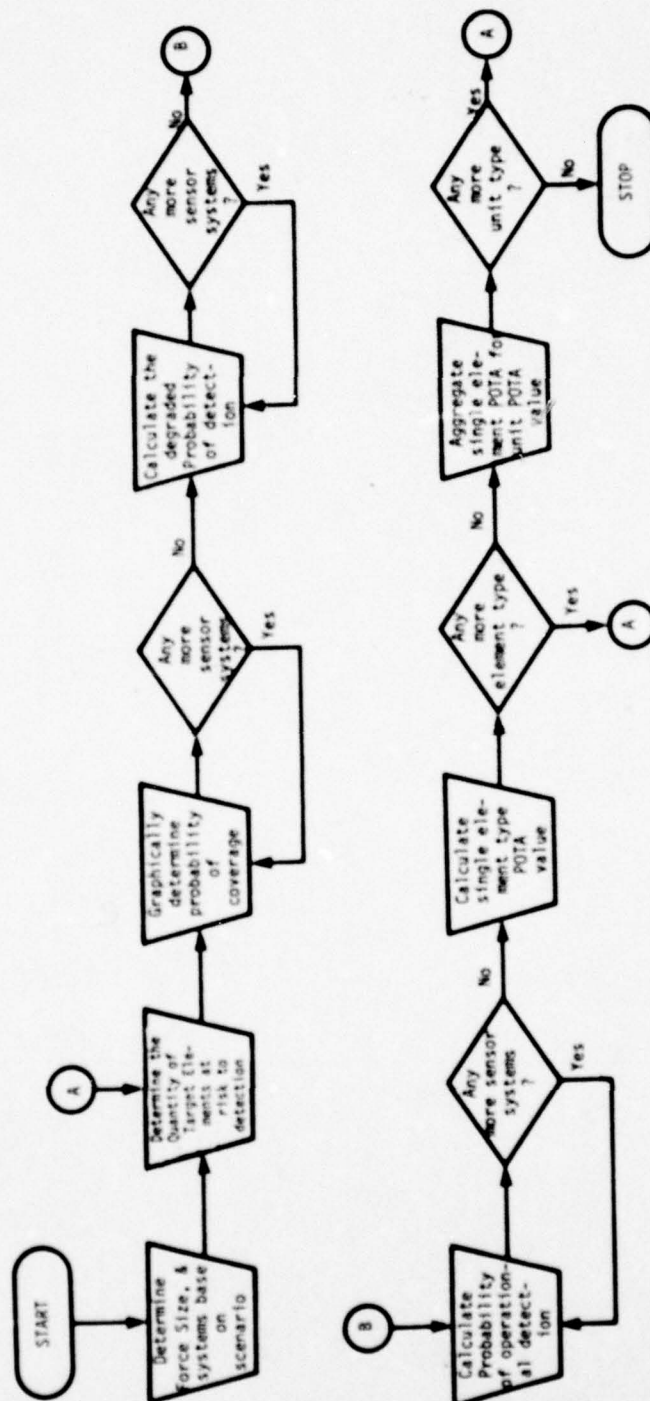 START
Determine
Force Size, &
systems base
on
scenario
A
Determine the
Quantity of
Target Ele-
ments at
risk to
detection
Graphically
determine
probability
of
coverage
Any
more
sensor
systems
?
Yes
No
Calculate the
degraded
Probability
of detect-
ion
Any
more
sensor
systems
?
Yes
No
B
B
Calculate
Probability
of operation-
al detect-
ion
Any
more sensor
systems
?
Yes
No
Calculate
single ele-
ment type
POTA
value
Any
more
element type
?
Yes
A
No
Aggregate
single ele-
ment POTA for
unit POTA
value
Any
more
unit type
?
Yes
A
No
STOP